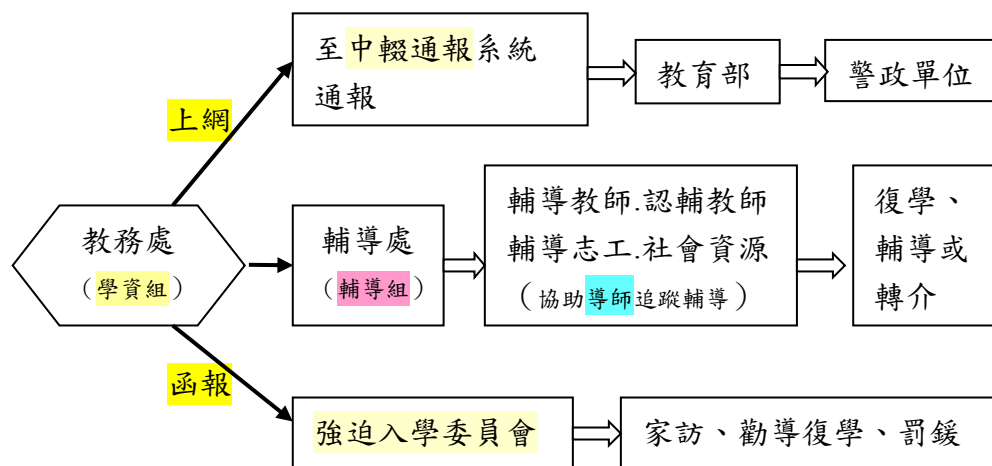 至中輟通報系統
通報
教育部
警政單位
上網
教務處
（學資組）
輔導處
（輔導組）
輔導教師.認輔教師
輔導志工.社會資源
（協助導師追蹤輔導）
復學、
輔導或
轉介
函報
強迫入學委員會
家訪、勸導復學、罰鍰